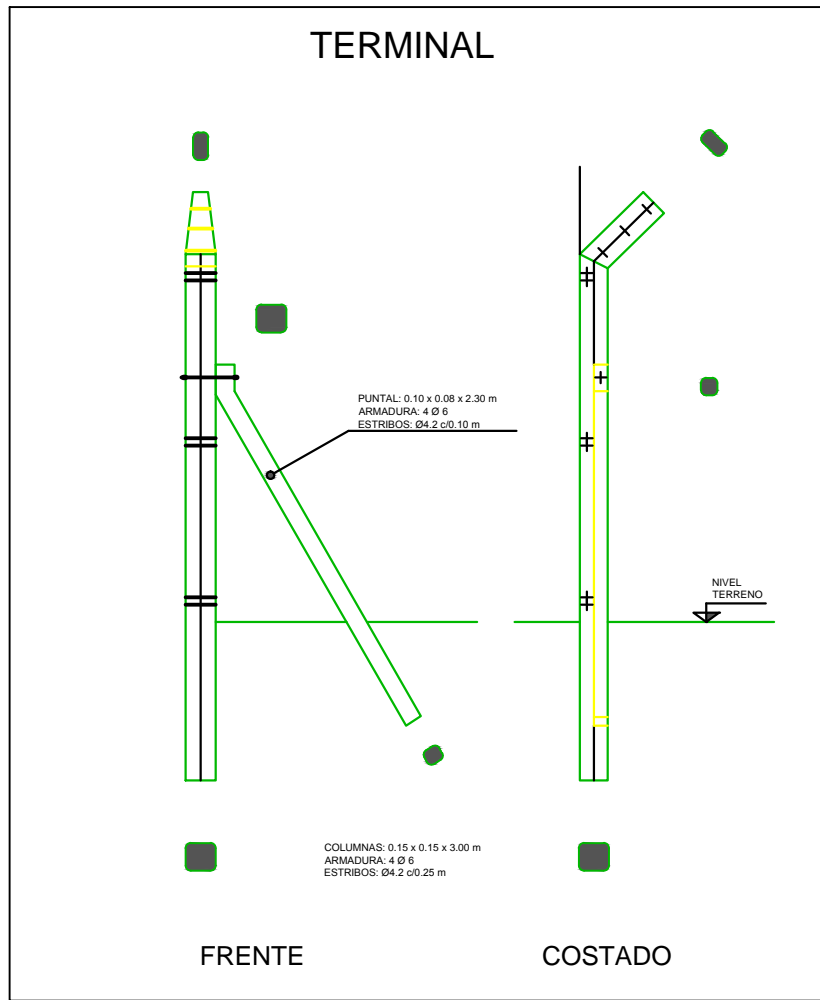 TERMINAL
PUNTAL: 0.10 x 0.08 x 2.30 m
ARMADURA: 4 Ø 6
ESTRIBOS: Ø4.2 c/0.10 m
NIVEL
TERRENO
COLUMNAS: 0.15 x 0.15 x 3.00 m
ARMADURA: 4 Ø 6
ESTRIBOS: Ø4.2 c/0.25 m
FRENTE
COSTADO